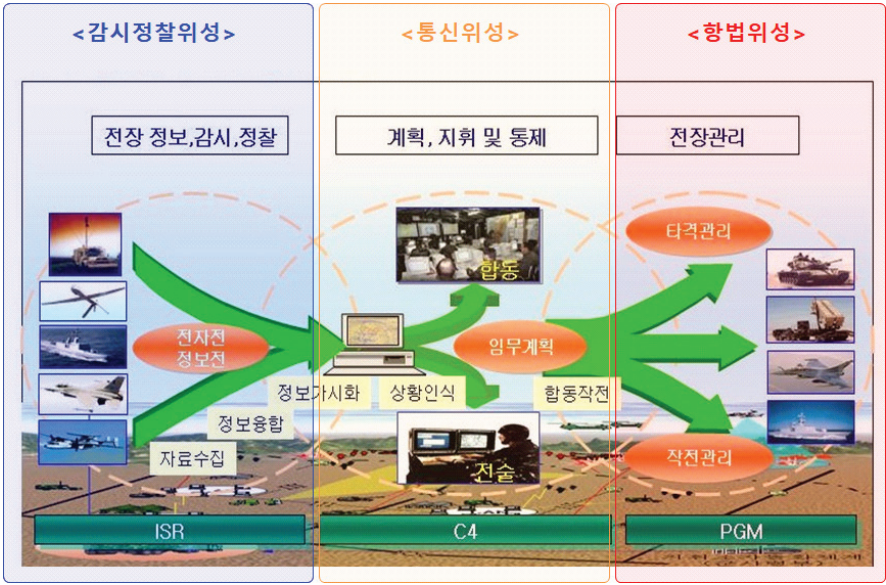 <감시정찰위성>
<통신위성>
<항법위성>
전장 정보,감시,정찰
계획, 지휘 및 통제
전장관리
타격관리
합동
전자전
정보전
임무계획
정보가시화
상황인식
합동작전
정보융합
자료수집
전술
작전관리
ISR
C4
PGM